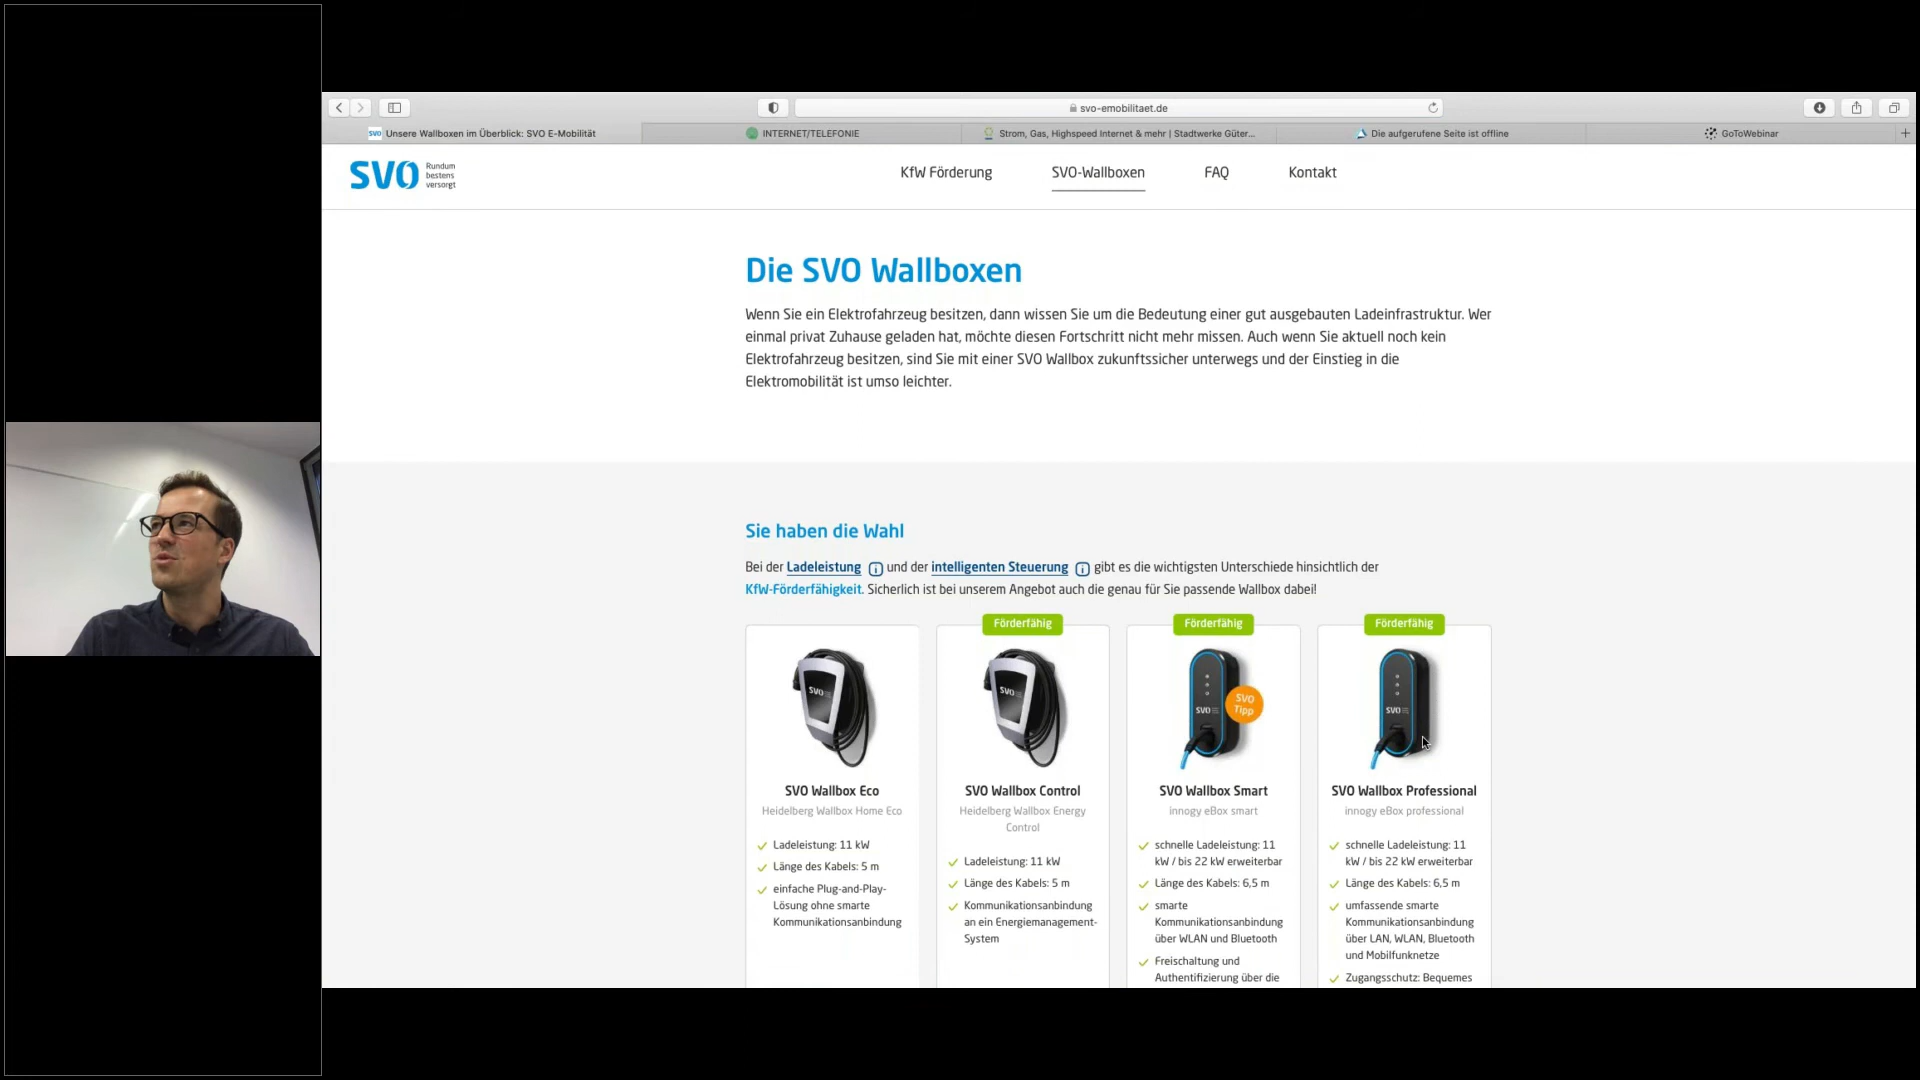 svo-emobilitaet.de
SVO Unsere Wallboxen im Überblick: SVO E-Mobilität
INTERNET/TELEFONIE
Strom, Gas, Highspeed Internet & mehr | Stadtwerke Güter...
Die aufgerufene Seite ist offline
GoToWebinar
SVO Rundum
bestens
versorgt
KfW Förderung
SVO-Wallboxen
FAQ
Kontakt
Die SVO Wallboxen
Wenn Sie ein Elektrofahrzeug besitzen, dann wissen Sie um die Bedeutung einer gut ausgebauten Ladeinfrastruktur. Wer
einmal privat Zuhause geladen hat, möchte diesen Fortschritt nicht mehr missen. Auch wenn Sie aktuell noch kein
Elektrofahrzeug besitzen, sind Sie mit einer SVO Wallbox zukunftssicher unterwegs und der Einstieg in die
Elektromobilität ist umso leichter.
Sie haben die Wahl
Bei der Ladeleistung i und der intelligenten Steuerung i gibt es die wichtigsten Unterschiede hinsichtlich der
KfW-Förderfähigkeit. Sicherlich ist bei unserem Angebot auch die genau für Sie passende Wallbox dabei!
SVO
SVO Wallbox Eco
Heidelberg Wallbox Home Eco
Ladeleistung: 11 kW
Länge des Kabels: 5 m
einfache Plug-and-Play-
Lösung ohne smarte
Kommunikationsanbindung
Förderfähig
SVO
SVO Wallbox Control
Heidelberg Wallbox Energy
Control
Ladeleistung: 11 kW
Länge des Kabels: 5 m
Kommunikationsanbindung
an ein Energiemanagement-
System
Förderfähig
SVO
SVO
Tipp
SVO Wallbox Smart
innogy eBox smart
schnelle Ladeleistung: 11
kW / bis 22 kW erweiterbar
Länge des Kabels: 6,5 m
smarte
Kommunikationsanbindung
über WLAN und Bluetooth
Freischaltung und
Authentifizierung über die
Förderfähig
SVO
SVO Wallbox Professional
innogy eBox professional
schnelle Ladeleistung: 11
kW / bis 22 kW erweiterbar
Länge des Kabels: 6,5 m
umfassende smarte
Kommunikationsanbindung
über LAN, WLAN, Bluetooth
und Mobilfunknetze
Zugangsschutz: Bequemes